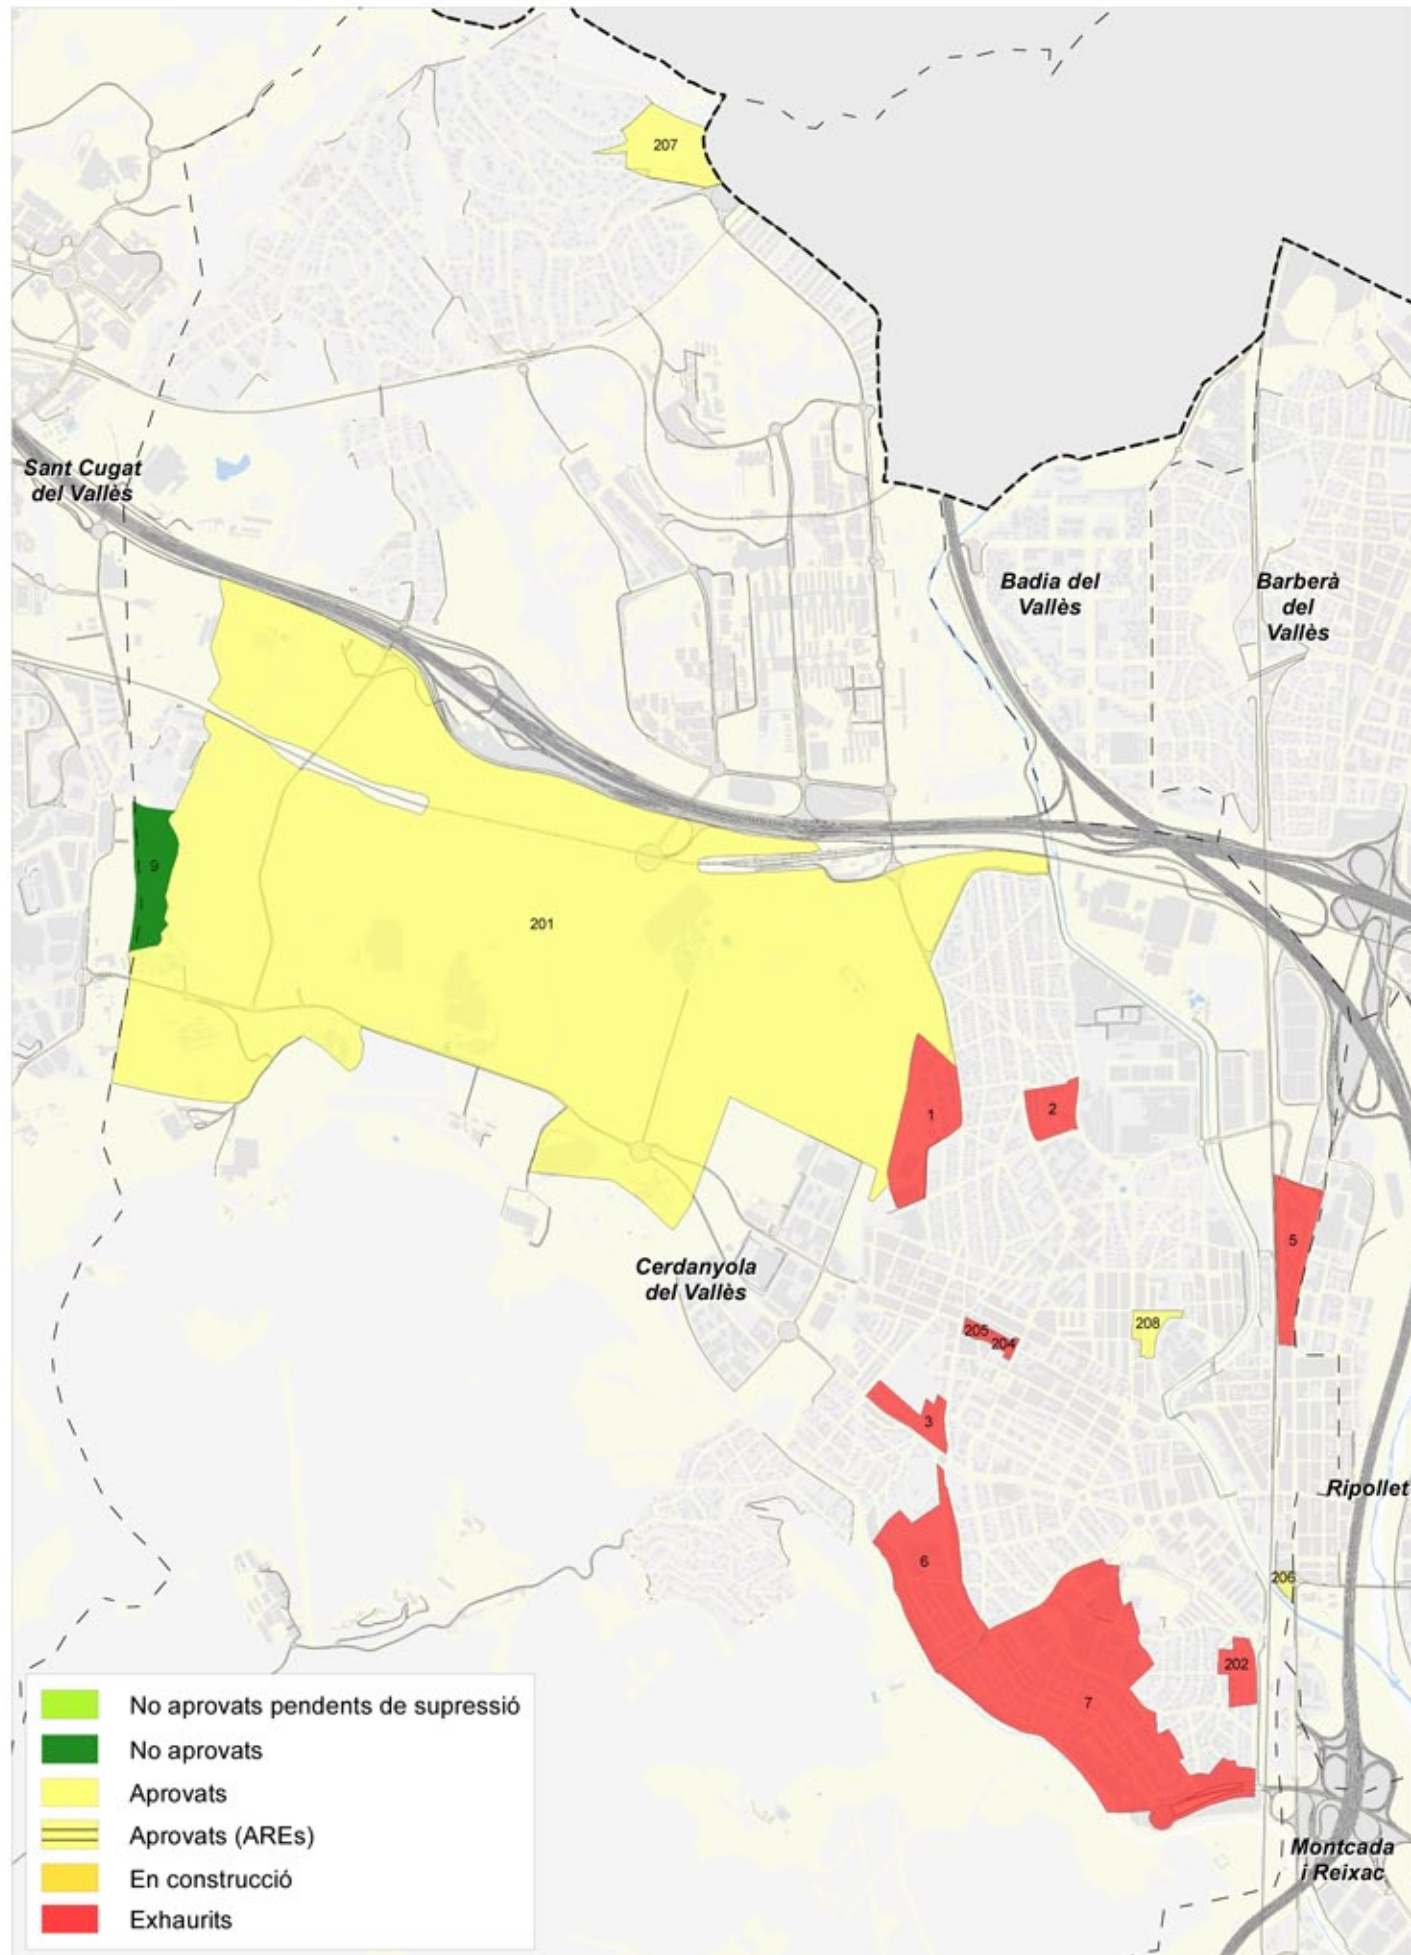 207
Sant Cugat
del Vallès
Badia del
Vallès
Barberà
del
Vallès
9
201
1
2
5
Cerdanyola
del Vallès
208
205
204
3
Ripollet
6
206
202
7
No aprovats pendents de supressió
No aprovats
Aprovats
Aprovats (AREs)
En construcció
Exhaurits
Montcada
i Reixac